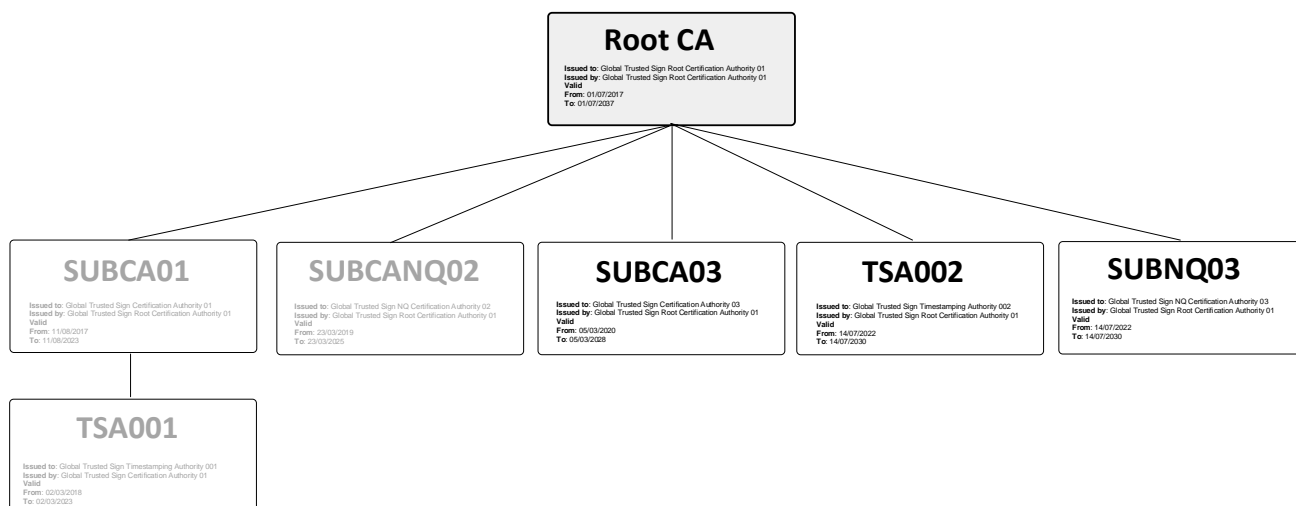 Root CA
Issued to: Global Trusted Sign Root Certification Authority 01
Issued by: Global Trusted Sign Root Certification Authority 01
Valid
From: 01/07/2017
To: 01/07/2037
SUBCA01
Issued to: Global Trusted Sign Certification Authority 01
Issued by: Global Trusted Sign Root Certification Authority 01
Valid
From: 11/08/2017
To: 11/08/2023
SUBCANQ02
Issued to: Global Trusted Sign NQ Certification Authority 02
Issued by: Global Trusted Sign Root Certification Authority 01
Valid
From: 23/03/2019
To: 23/03/2025
SUBCA03
Issued to: Global Trusted Sign Certification Authority 03
Issued by: Global Trusted Sign Root Certification Authority 01
Valid
From: 05/03/2020
To: 05/03/2028
TSA002
Issued to: Global Trusted Sign Timestamping Authority 002
Issued by: Global Trusted Sign Root Certification Authority 01
Valid
From: 14/07/2022
To: 14/07/2030
SUBNQ03
Issued to: Global Trusted Sign NQ Certification Authority 03
Issued by: Global Trusted Sign Root Certification Authority 01
Valid
From: 14/07/2022
To: 14/07/2030
TSA001
Issued to: Global Trusted Sign Timestamping Authority 001
Issued by: Global Trusted Sign Certification Authority 01
Valid
From: 02/03/2018
To: 02/03/2023